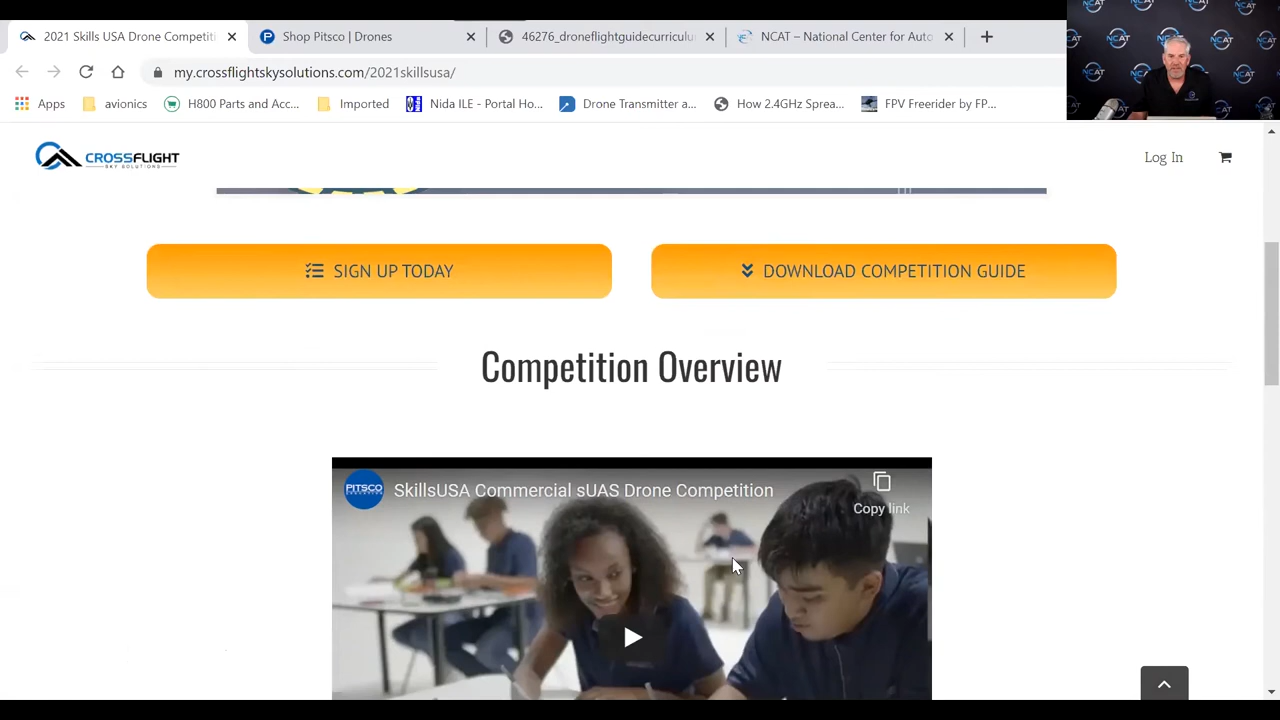 2021 Skills USA Drone Competiti
Shop Pitsco | Drones
46276_droneflightguidecurriculu
NCAT – National Center for Auto
my.crossflightskysolutions.com/2021skillsusa/
Apps
avionics
H800 Parts and Acc...
Imported
Nida ILE - Portal Ho...
Drone Transmitter a...
How 2.4GHz Sprea...
FPV Freerider by FP...
NCAT
NCAT
CROSSFLIGHT
SKY SOLUTIONS
Log In
SIGN UP TODAY
DOWNLOAD COMPETITION GUIDE
Competition Overview
PITSCO
SkillsUSA Commercial sUAS Drone Competition
Copy link